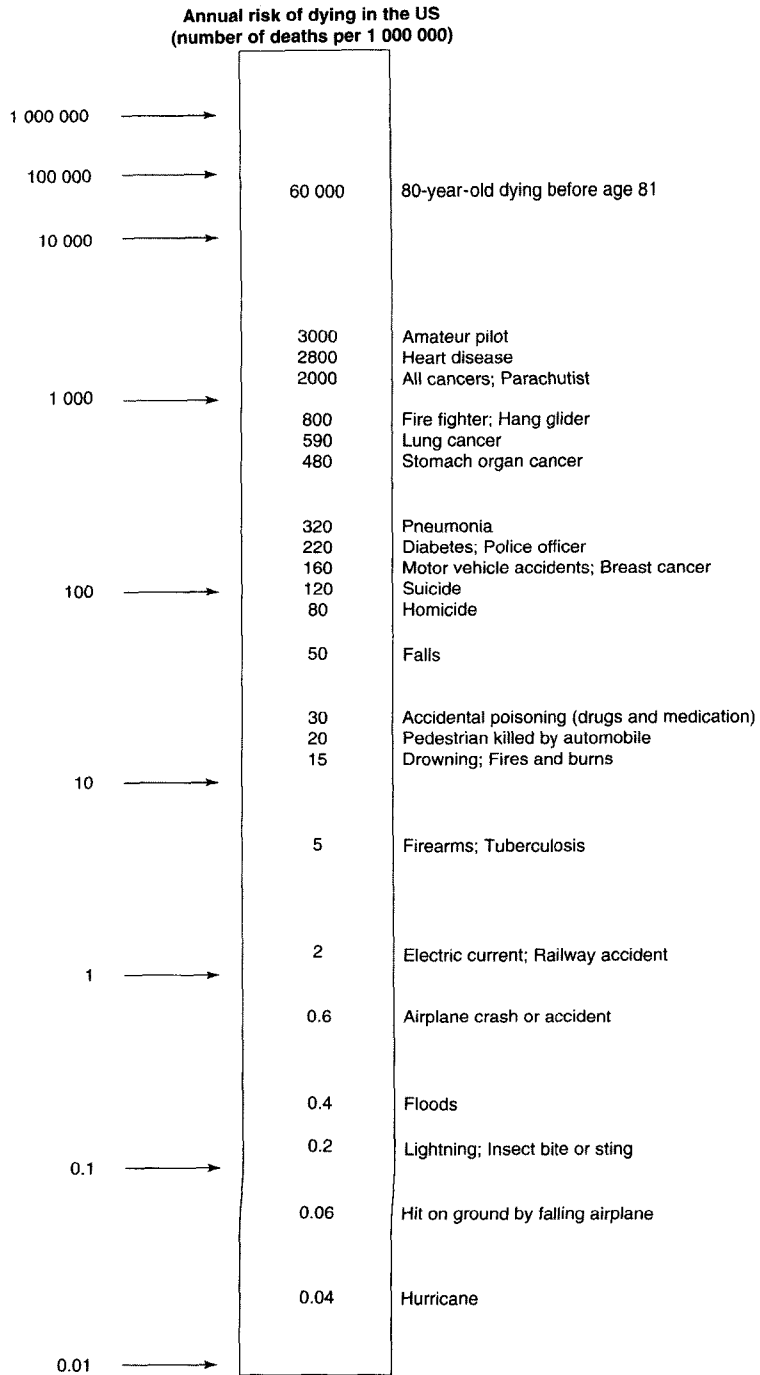 Annual risk of dying in the US
(number of deaths per 1 000 000)
1 000 000
100 000
60 000 80-year-old dying before age 81
10 000
3000 Amateur pilot
2800 Heart disease
2000 All cancers; Parachutist
1 000
800 Fire fighter; Hang glider
590 Lung cancer
480 Stomach organ cancer
320 Pneumonia
220 Diabetes; Police officer
160 Motor vehicle accidents; Breast cancer
100 120 Suicide
80 Homicide
50 Falls
30 Accidental poisoning (drugs and medication)
20 Pedestrian killed by automobile
15 Drowning; Fires and burns
10
5 Firearms; Tuberculosis
2 Electric current; Railway accident
1
0.6 Airplane crash or accident
0.4 Floods
0.2 Lightning; Insect bite or sting
0.1
0.06 Hit on ground by falling airplane
0.04 Hurricane
0.01